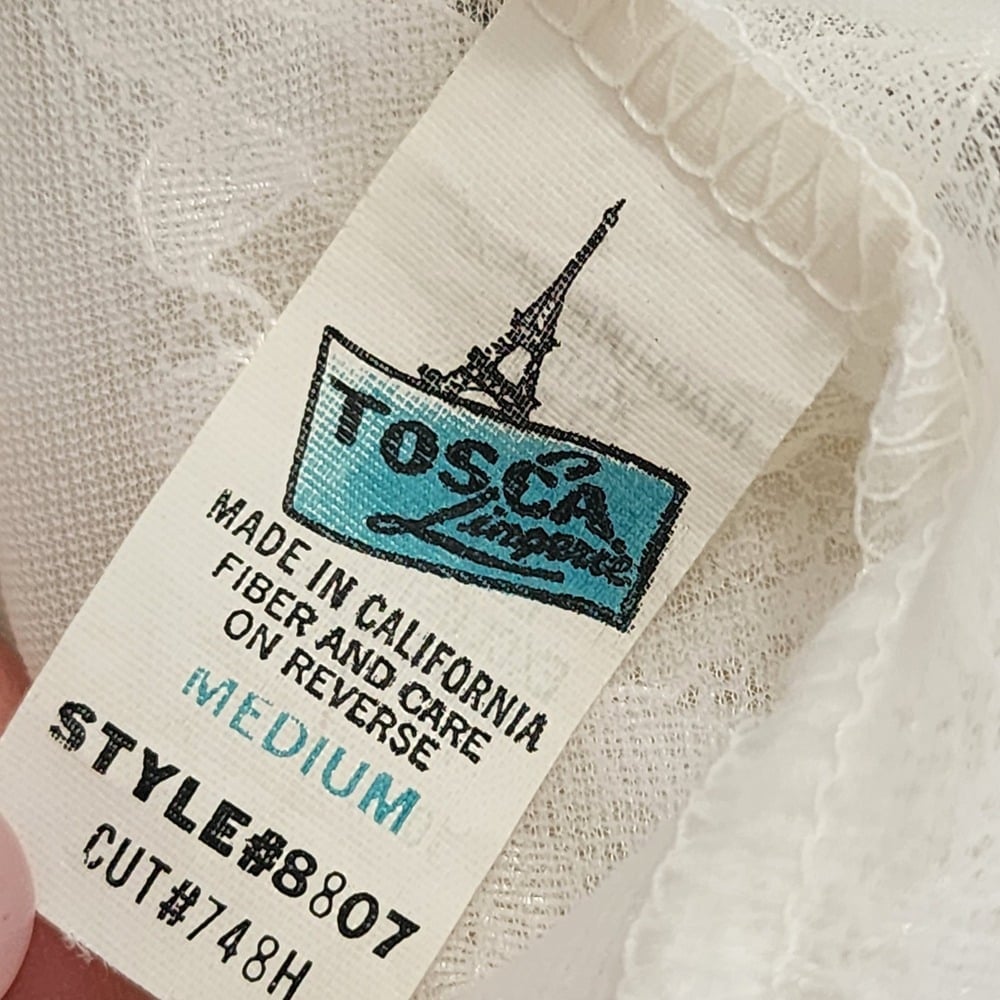 TOSCA
Lingerie
MADE IN CALIFORNIA
FIBER AND CARE
ON REVERSE
MEDIUM
STYLE#8807
CUT#748H